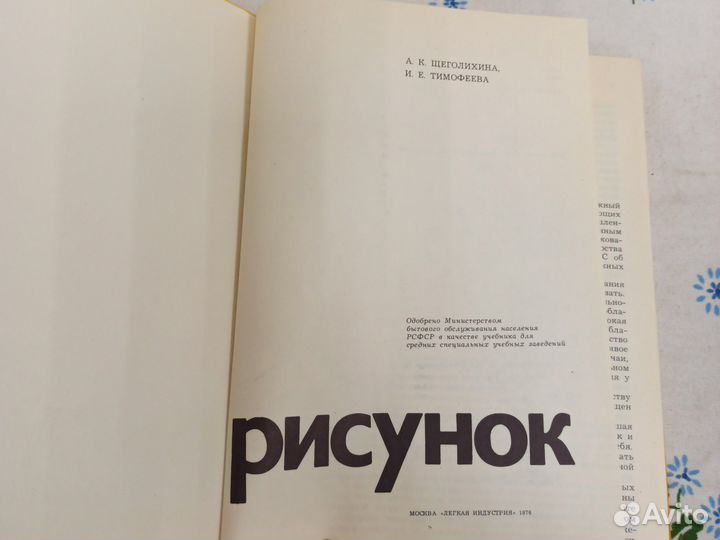 А. К. ЩЕГОЛИХИНА,
И. Е. ТИМОФЕЕВА
Одобрено Министерством
бытового обслуживания населения
РСФСР в качестве учебника для
средних специальных учебных заведений
рисунок
МОСКВА «ЛЕГКАЯ ИНДУСТРИЯ» 1976
Avito